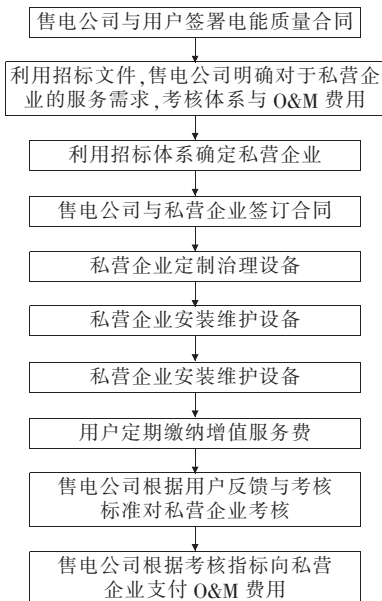 售电公司与用户签署电能质量合同
利用招标文件,售电公司明确对于私营企
业的服务需求,考核体系与 O&M 费用
利用招标体系确定私营企业
售电公司与私营企业签订合同
私营企业定制治理设备
私营企业安装维护设备
私营企业安装维护设备
用户定期缴纳增值服务费
售电公司根据用户反馈与考核
标准对私营企业考核
售电公司根据考核指标向私营
企业支付 O&M 费用